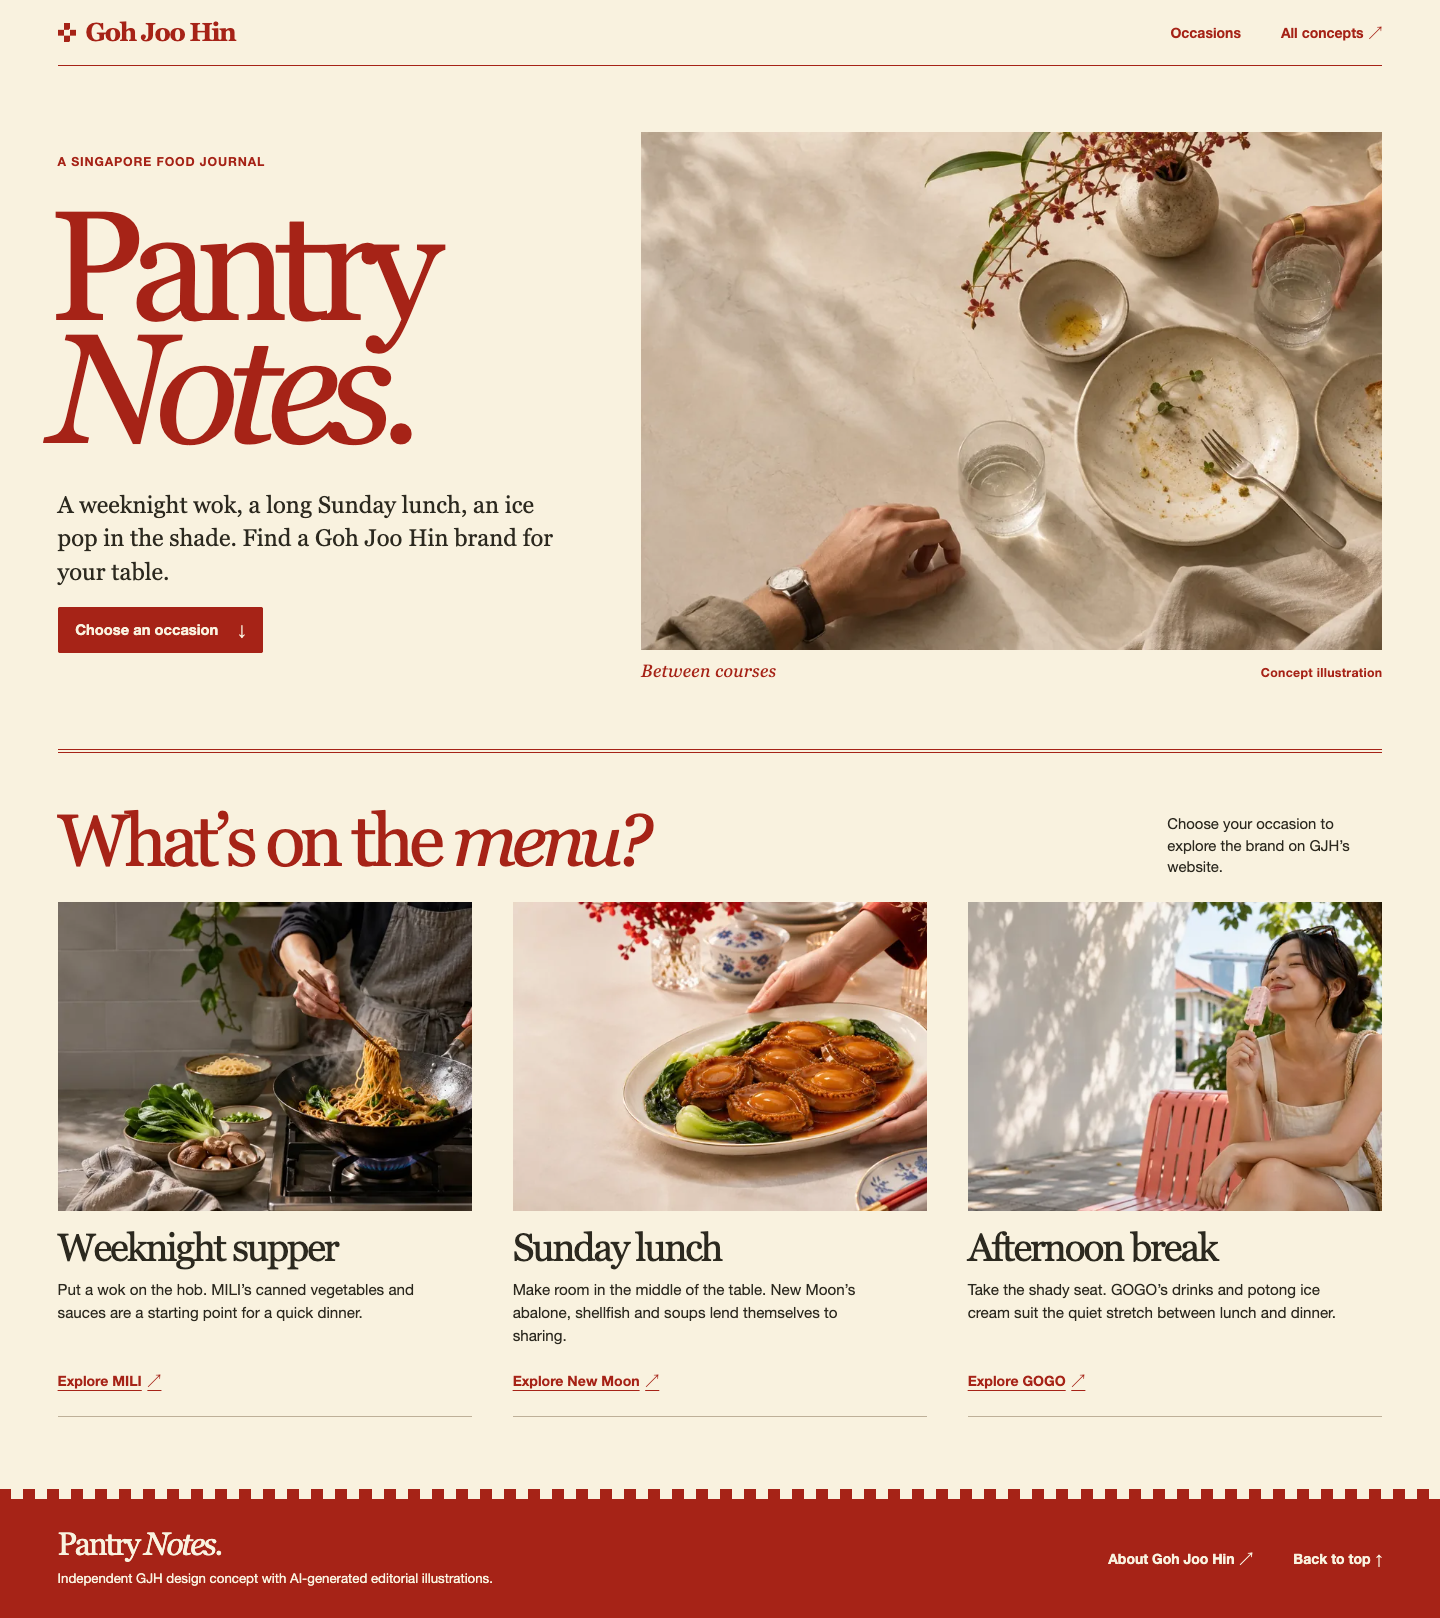 Goh Joo Hin
Occasions
All concepts ↗
A SINGAPORE FOOD JOURNAL
Pantry
Notes.
A weeknight wok, a long Sunday lunch, an ice
pop in the shade. Find a Goh Joo Hin brand for
your table.
Choose an occasion ↓
Between courses
Concept illustration
What’s on the menu?
Choose your occasion to
explore the brand on GJH’s
website.
Weeknight supper
Put a wok on the hob. MILI’s canned vegetables and
sauces are a starting point for a quick dinner.
Explore MILI ↗
Sunday lunch
Make room in the middle of the table. New Moon’s
abalone, shellfish and soups lend themselves to
sharing.
Explore New Moon ↗
Afternoon break
Take the shady seat. GOGO’s drinks and potong ice
cream suit the quiet stretch between lunch and dinner.
Explore GOGO ↗
Pantry Notes.
Independent GJH design concept with AI-generated editorial illustrations.
About Goh Joo Hin ↗
Back to top ↑